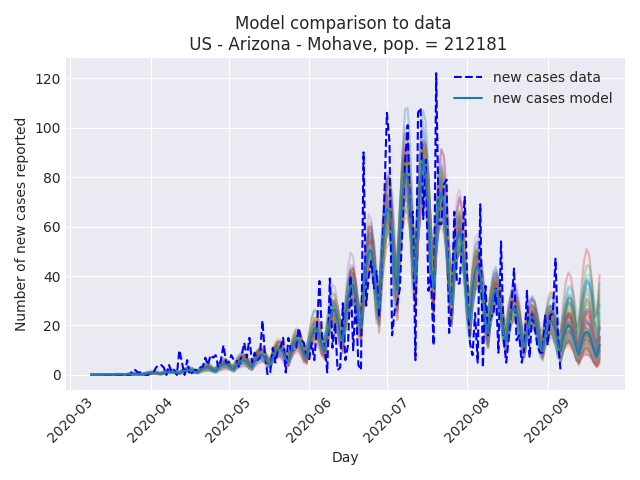 Model comparison to data
US - Arizona - Mohave, pop. = 212181
new cases data
new cases model
Number of new cases reported
120
100
80
60
40
20
0
2020-03
2020-04
2020-05
2020-06
2020-07
2020-08
2020-09
Day